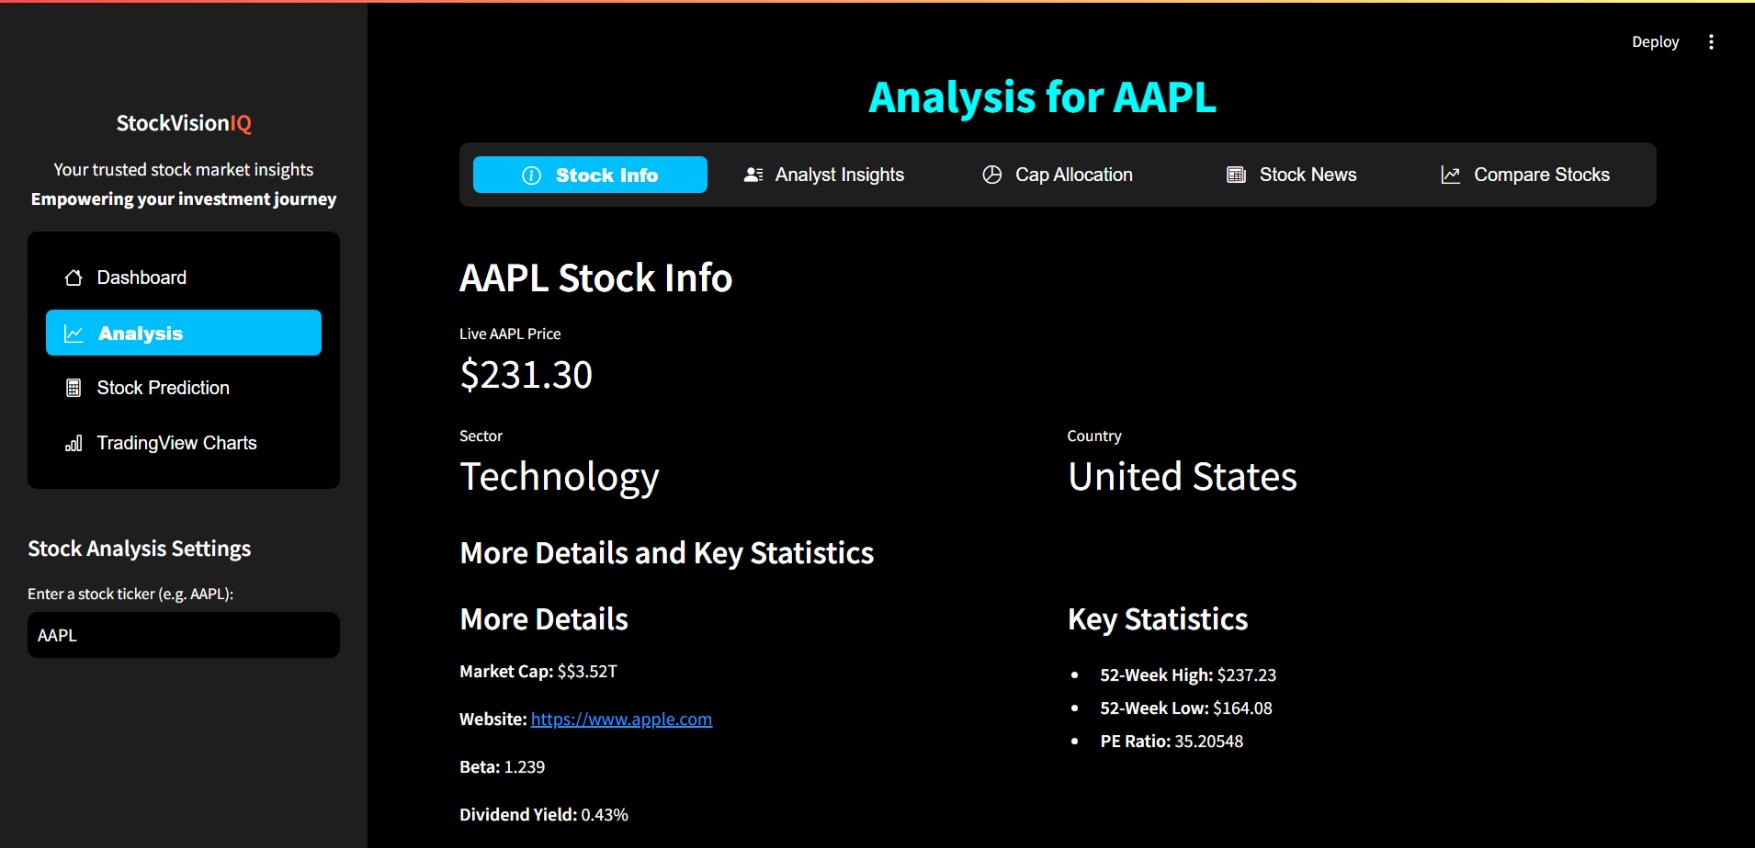 Deploy
StockVisionIQ
Your trusted stock market insights
Empowering your investment journey
Dashboard
Analysis
Stock Prediction
TradingView Charts
Stock Analysis Settings
Enter a stock ticker (e.g. AAPL):
AAPL
Analysis for AAPL
Stock Info
Analyst Insights
Cap Allocation
Stock News
Compare Stocks
AAPL Stock Info
Live AAPL Price
$231.30
Sector
Technology
Country
United States
More Details and Key Statistics
More Details
Market Cap: $$3.52T
Website: https://www.apple.com
Beta: 1.239
Dividend Yield: 0.43%
Key Statistics
52-Week High: $237.23
52-Week Low: $164.08
PE Ratio: 35.20548